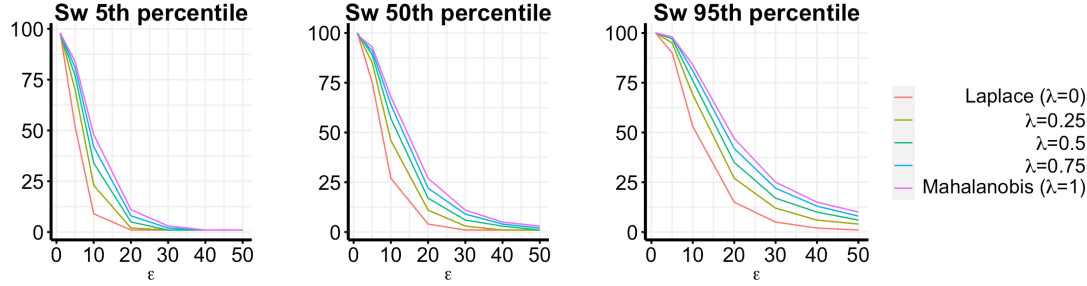 Sw 5th percentile
100
75
50
25
0
0 10 20 30 40 50
ε
Sw 50th percentile
100
75
50
25
0
0 10 20 30 40 50
ε
Sw 95th percentile
100
75
50
25
0
0 10 20 30 40 50
ε
Laplace (λ=0)
λ=0.25
λ=0.5
λ=0.75
Mahalanobis (λ=1)